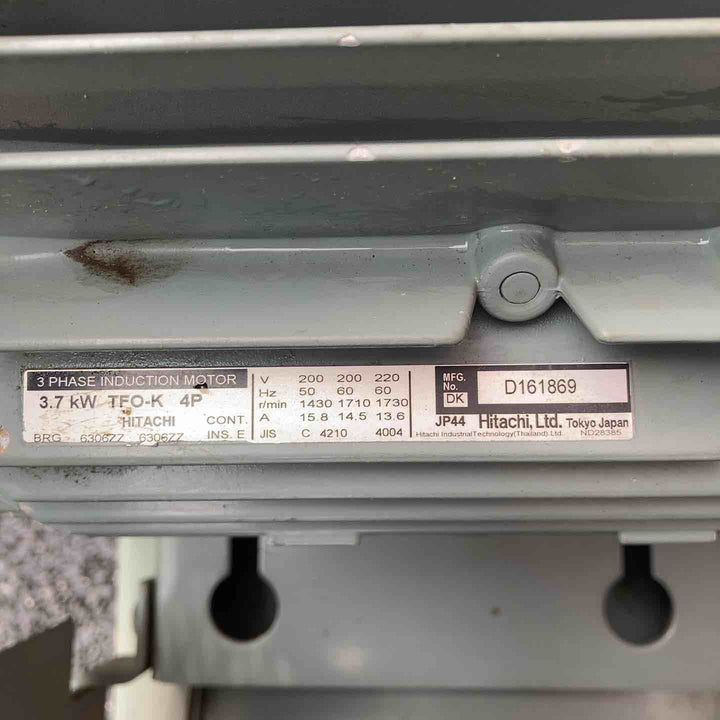 3 PHASE INDUCTION MOTOR
3.7 kW TFO-K 4P
HITACHI CONT.
BRG 6306ZZ 6306ZZ INS. E
V 200 200 220
Hz 50 60 60
r/min 1430 1710 1730
A 15.8 14.5 13.6
JIS C 4210 4004
MFG.
No.
DK
D161869
JP44 Hitachi, Ltd. Tokyo Japan
Hitachi Industrial Technology (Thailand) Ltd. ND28385